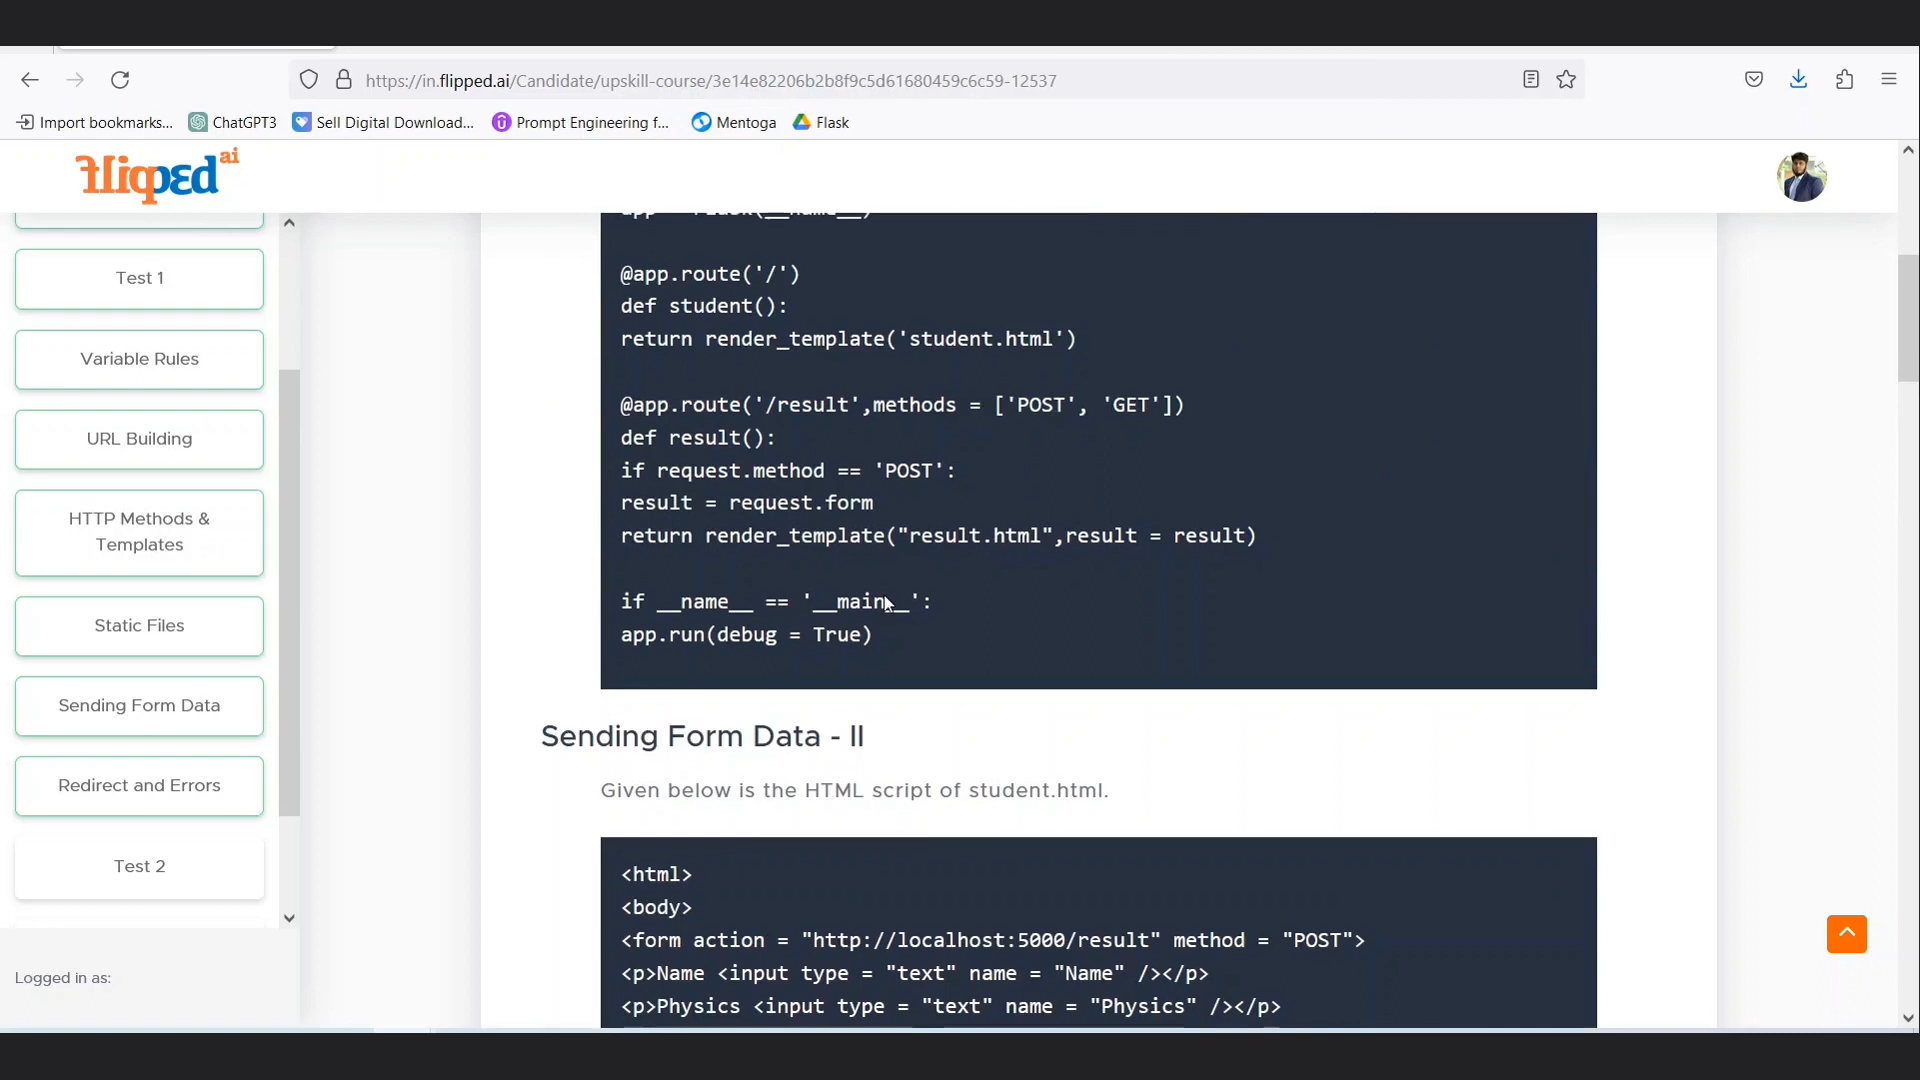 https://in.flipped.ai/Candidate/upskill-course/3e14e82206b2b8f9c5d61680459c6c59-12537
Import bookmarks... ChatGPT3 Sell Digital Download... Prompt Engineering f... Mentoga Flask
flipped ai
Test 1
Variable Rules
URL Building
HTTP Methods &
Templates
Static Files
Sending Form Data
Redirect and Errors
Test 2
Logged in as:
@app.route('/')
def student():
return render_template('student.html')
@app.route('/result',methods = ['POST', 'GET'])
def result():
if request.method == 'POST':
result = request.form
return render_template("result.html",result = result)
if __name__ == '__main__':
app.run(debug = True)
Sending Form Data - II
Given below is the HTML script of student.html.
<html>
<body>
<form action = "http://localhost:5000/result" method = "POST">
<p>Name <input type = "text" name = "Name" /></p>
<p>Physics <input type = "text" name = "Physics" /></p>